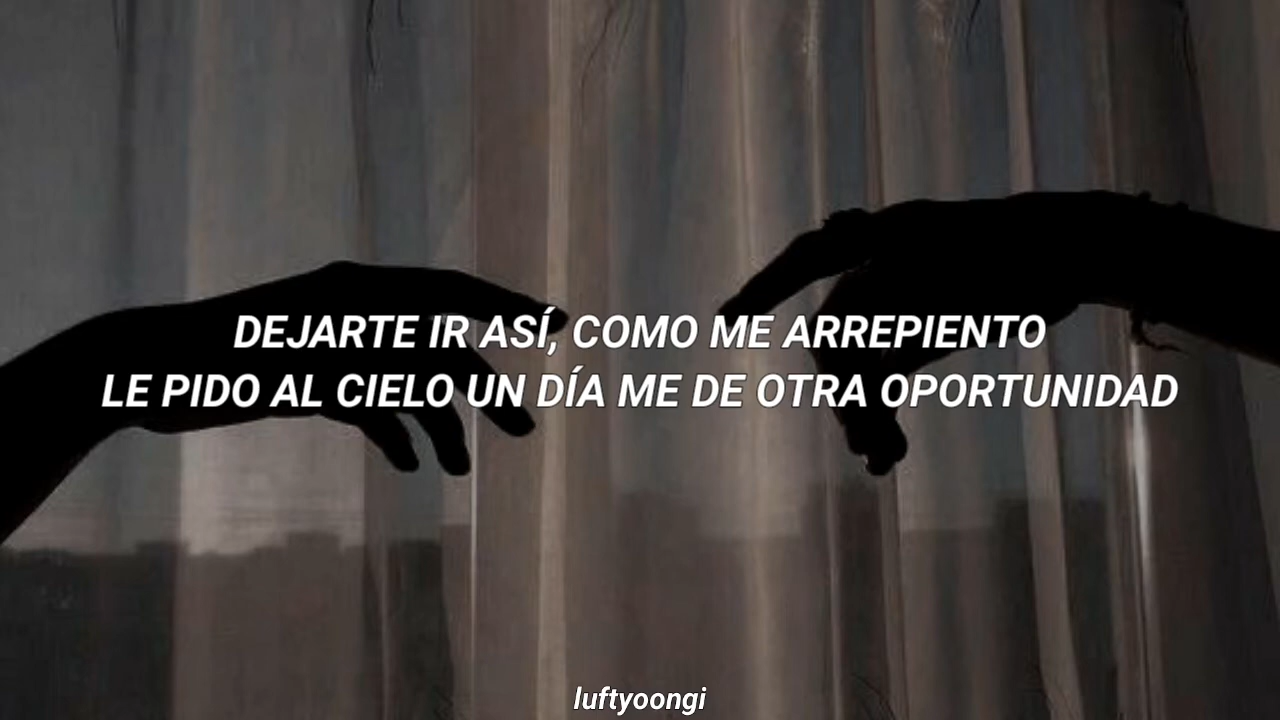 DEJARTE IR ASÍ, COMO ME ARREPIENTO
LE PIDO AL CIELO UN DÍA ME DE OTRA OPORTUNIDAD
luftyoongi